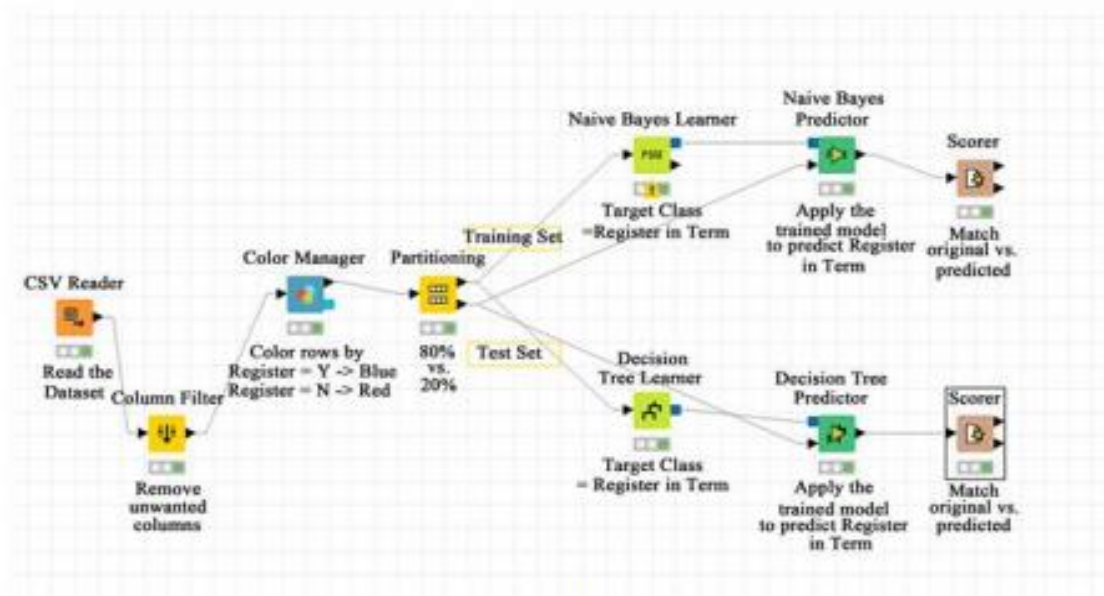 Naive Bayes Learner
Naive Bayes
Predictor
Scorer
Target Class
=Register in Term
Apply the
trained model
to predict Register
in Term
Match
original vs.
predicted
Training Set
CSV Reader
Read the
Dataset
Column Filter
Remove
unwanted
columns
Color Manager
Color rows by
Register = Y -> Blue
Register = N -> Red
Partitioning
80%
vs.
20%
Test Set
Decision
Tree Learner
Target Class
= Register in Term
Decision Tree
Predictor
Apply the
trained model
to predict Register
in Term
Scorer
Match
original vs.
predicted